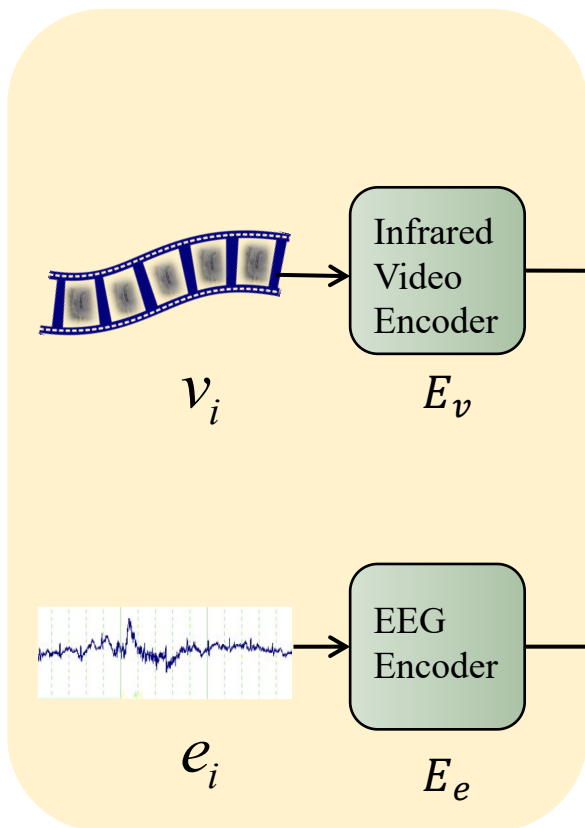 Infrared
Video
Encoder
v_i
E_v
EEG
Encoder
e_i
E_e